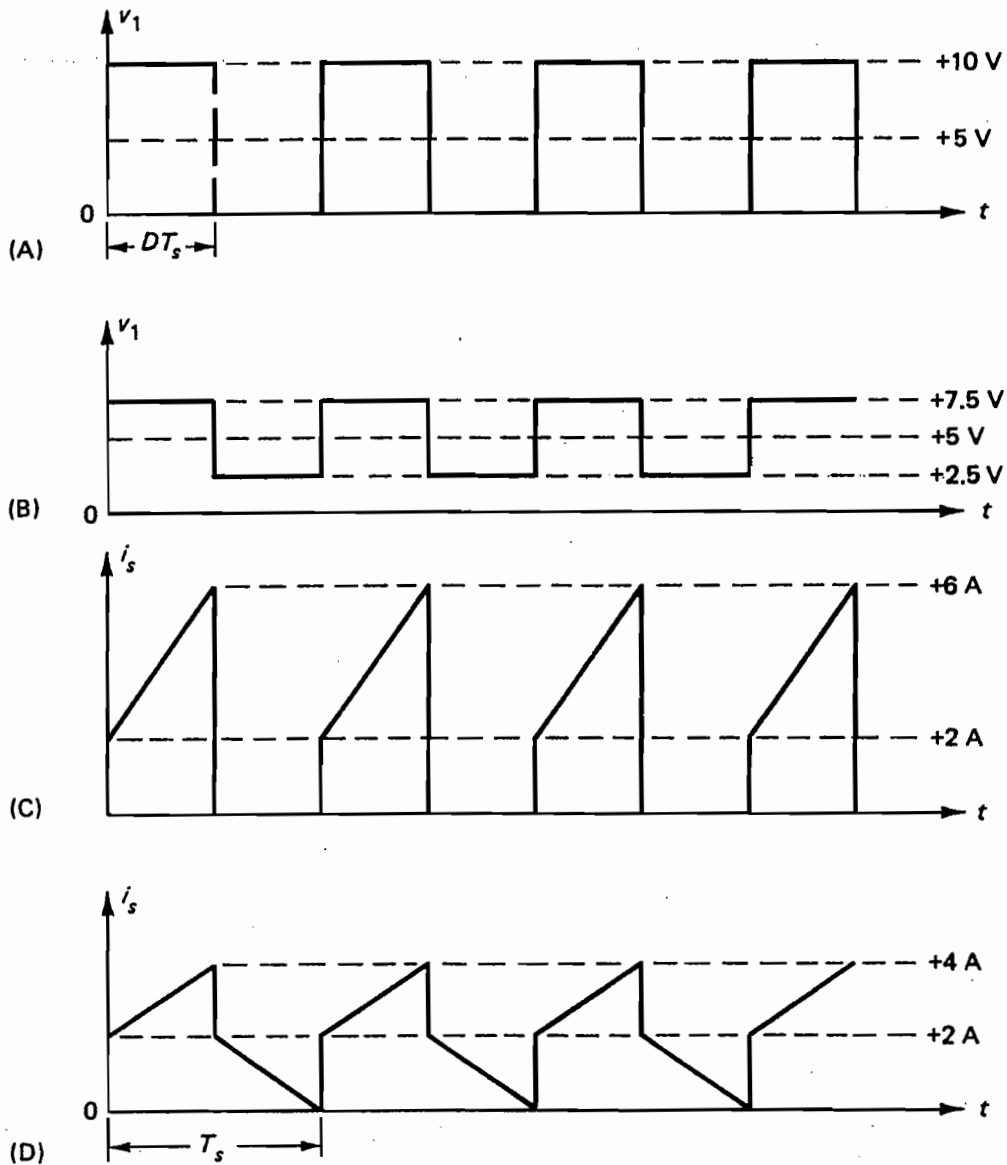 v₁
+10 V
+5 V
0
t
DTₛ
(A)
v₁
+7.5 V
+5 V
+2.5 V
0
t
(B)
iₛ
+6 A
+2 A
t
(C)
iₛ
+4 A
+2 A
0
t
Tₛ
(D)